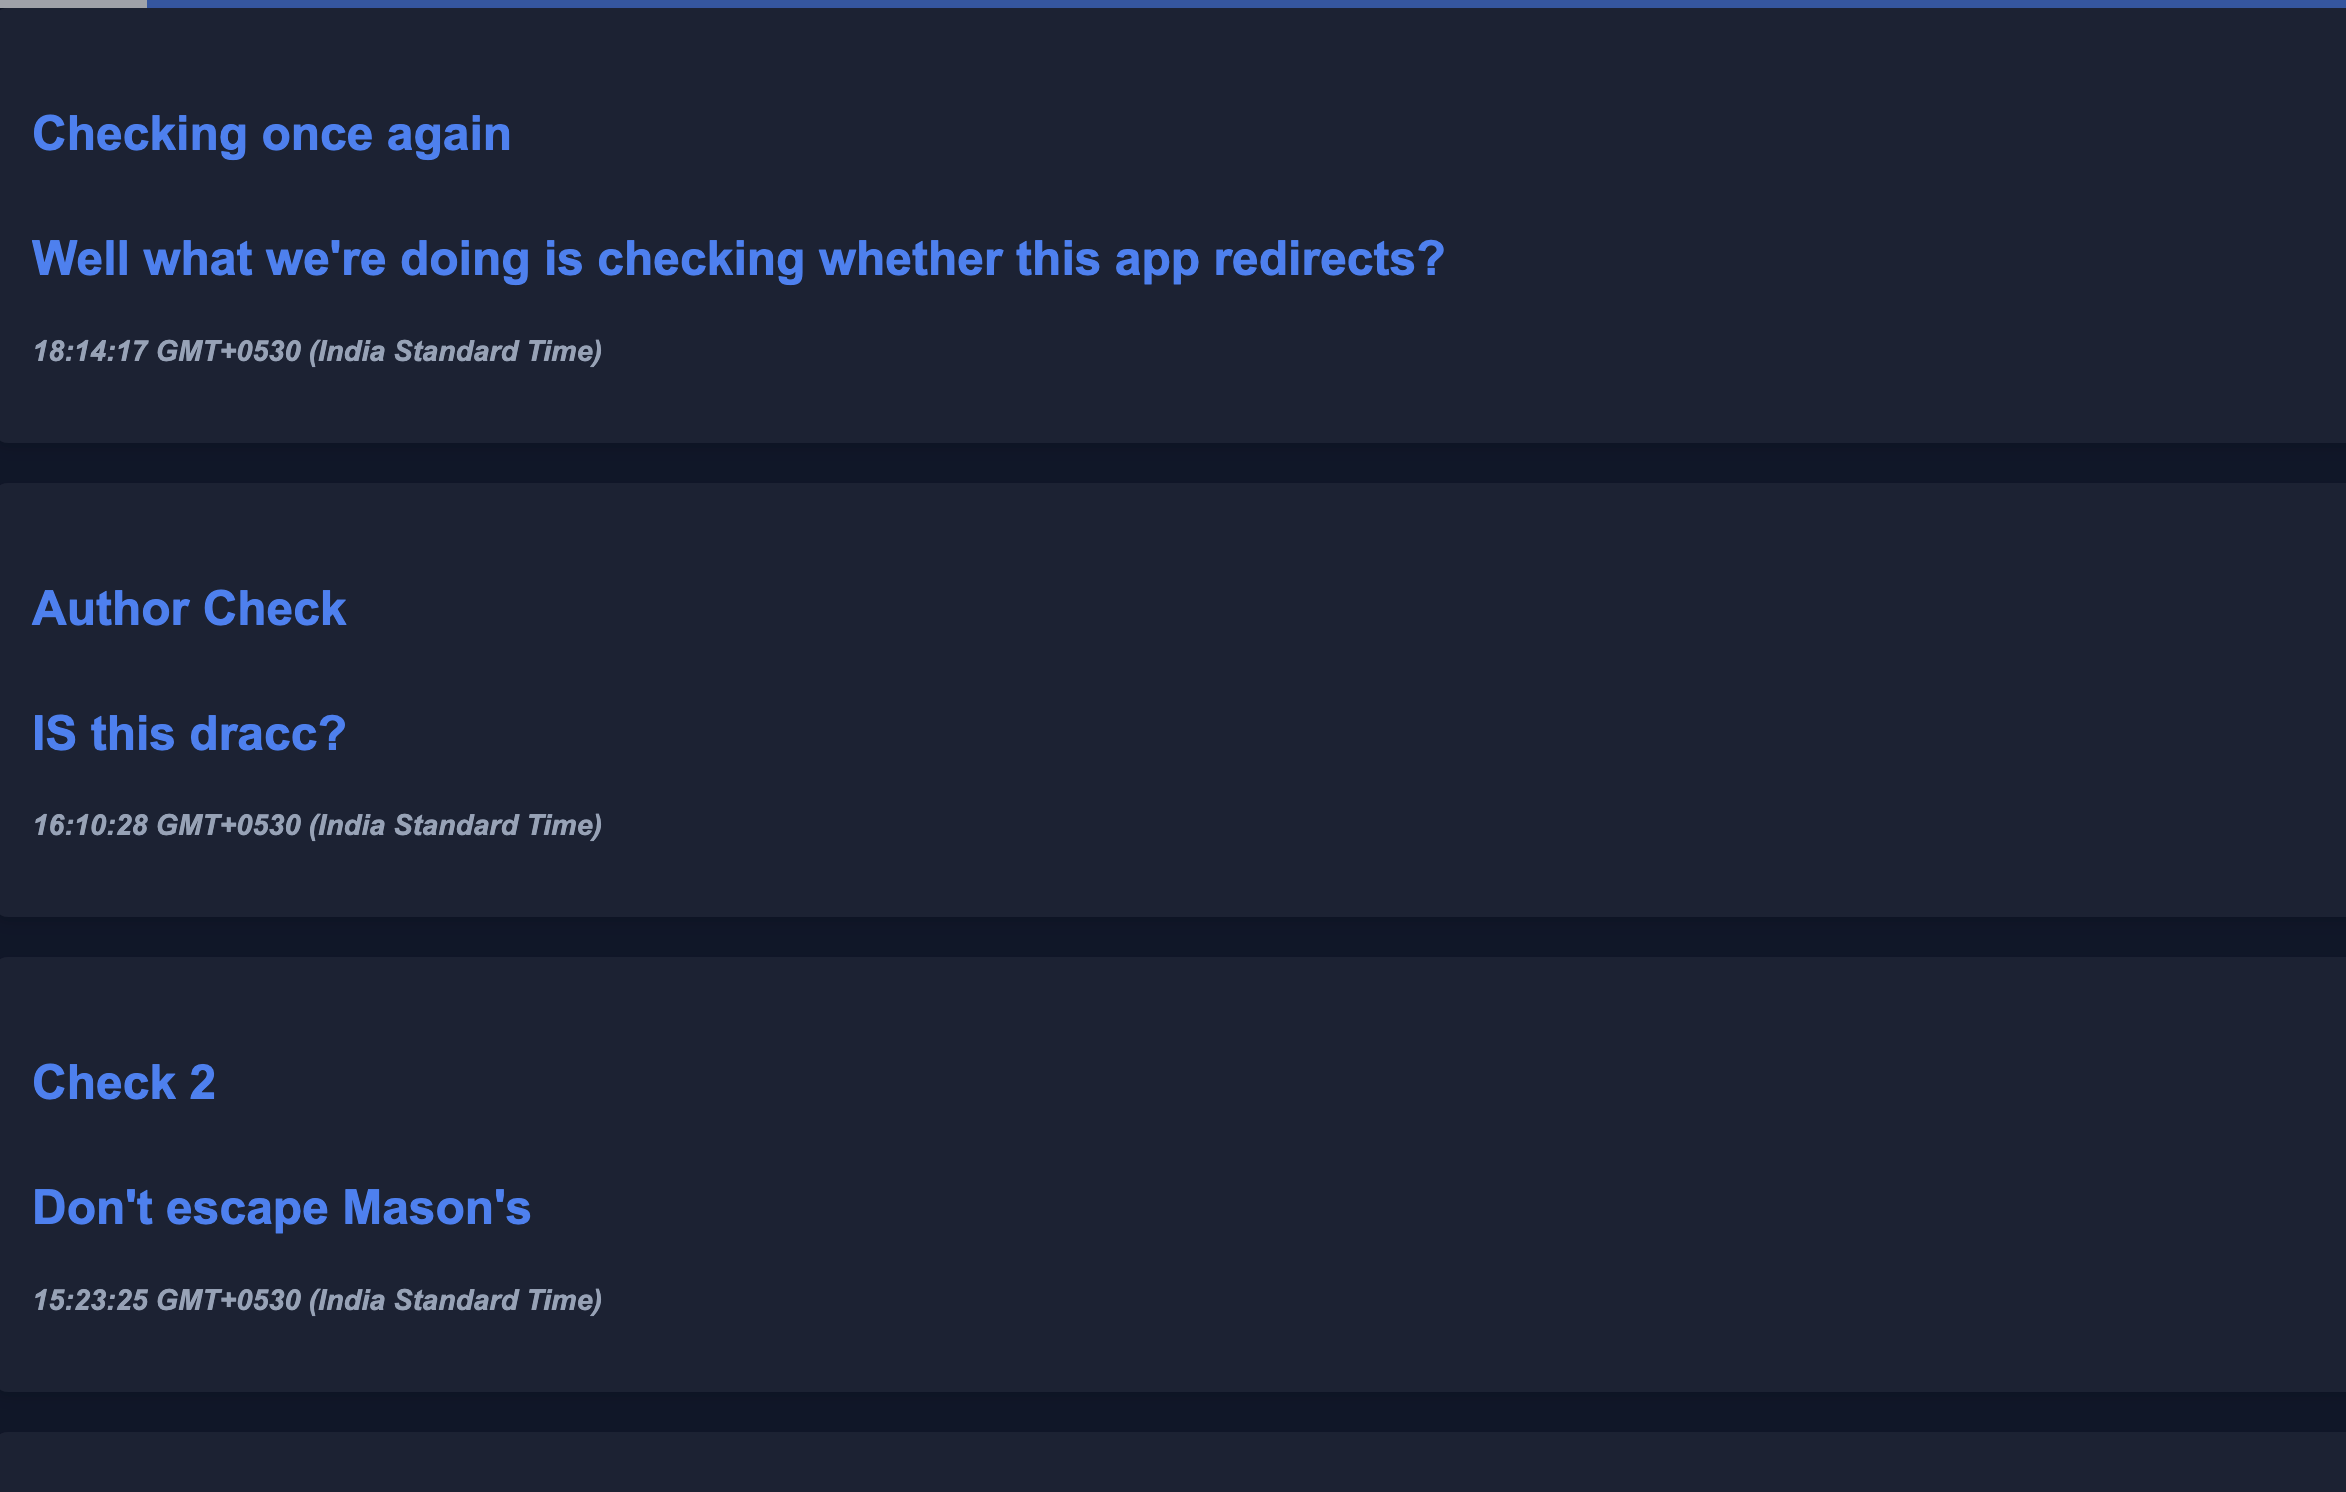 Checking once again
Well what we're doing is checking whether this app redirects?
18:14:17 GMT+0530 (India Standard Time)
Author Check
IS this dracc?
16:10:28 GMT+0530 (India Standard Time)
Check 2
Don't escape Mason's
15:23:25 GMT+0530 (India Standard Time)